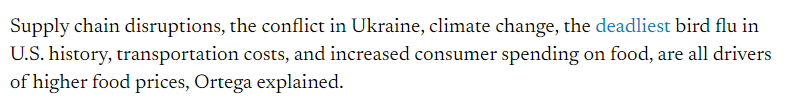 Supply chain disruptions, the conflict in Ukraine, climate change, the deadliest bird flu in
U.S. history, transportation costs, and increased consumer spending on food, are all drivers
of higher food prices, Ortega explained.